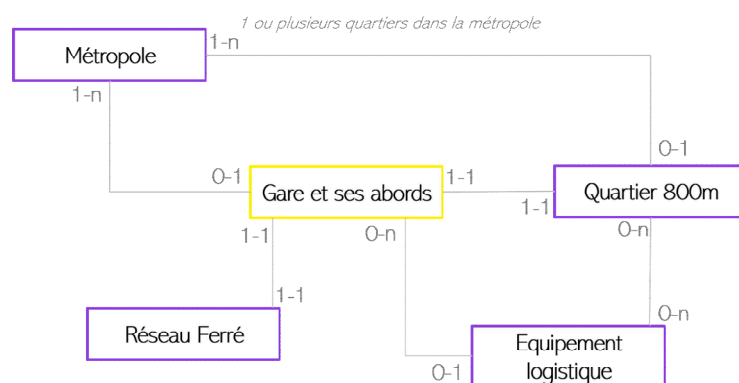 1 ou plusieurs quartiers dans la métropole
Métropole
1-n
1-n
0-1
0-1
Gare et ses abords
1-1
1-1
Quartier 800m
1-1
0-n
0-n
1-1
0-n
Réseau Ferré
0-1
Equipement
logistique